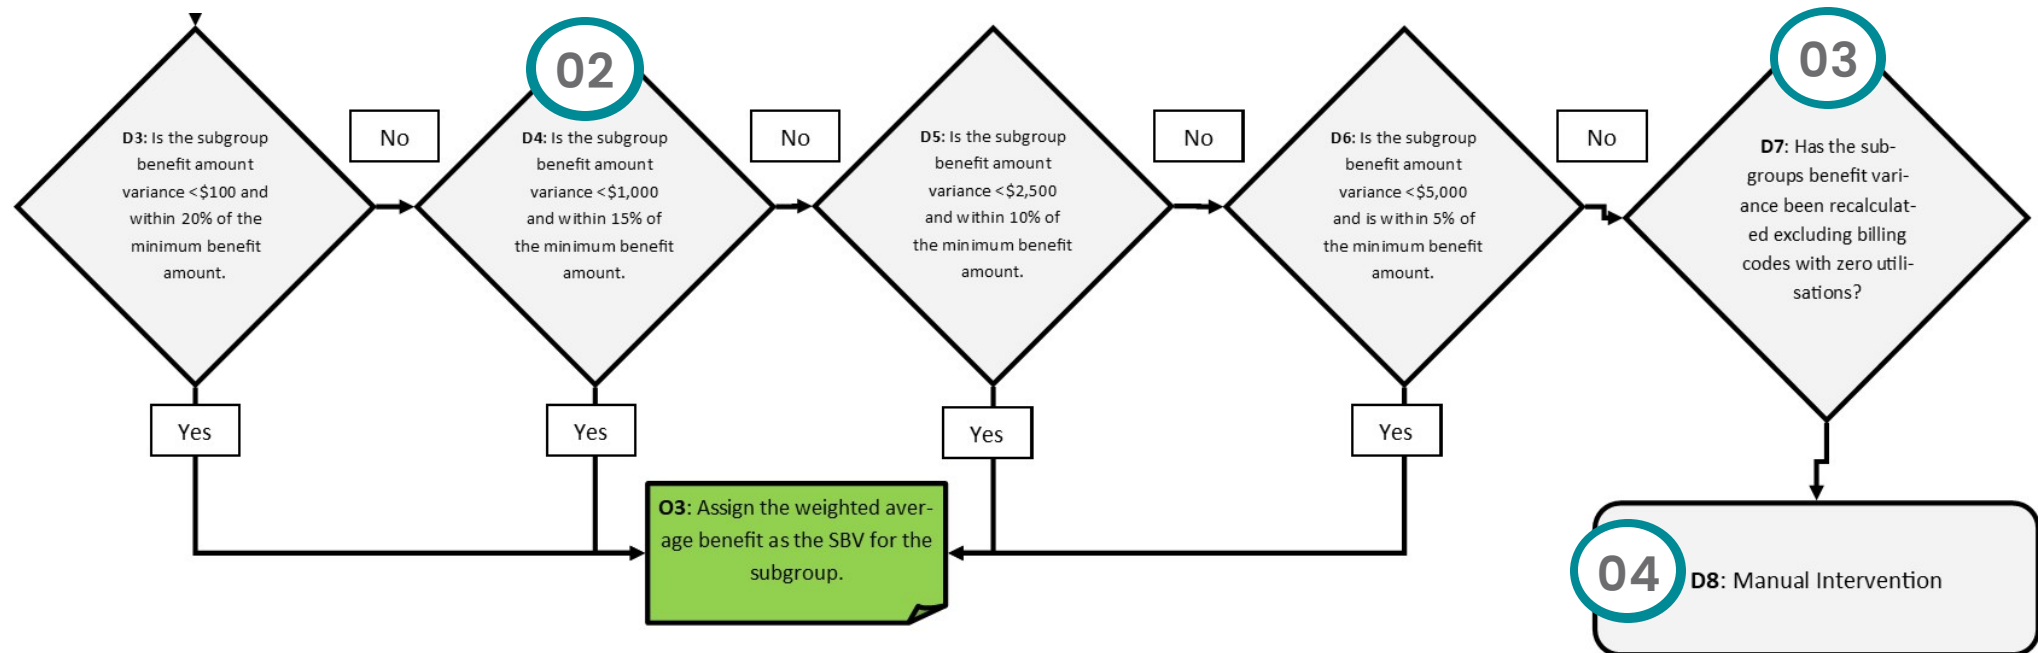 D3: Is the subgroup
benefit amount
variance <$100 and
within 20% of the
minimum benefit
amount.
No
02
D4: Is the subgroup
benefit amount
variance <$1,000
and within 15% of
the minimum benefit
amount.
No
D5: Is the subgroup
benefit amount
variance <$2,500
and within 10% of
the minimum benefit
amount.
No
D6: Is the subgroup
benefit amount
variance <$5,000
and is within 5% of
the minimum benefit
amount.
No
03
D7: Has the sub-
groups benefit vari-
ance been recalculat-
ed excluding billing
codes with zero utili-
sations?
Yes
Yes
Yes
Yes
O3: Assign the weighted aver-
age benefit as the SBV for the
subgroup.
04
D8: Manual Intervention